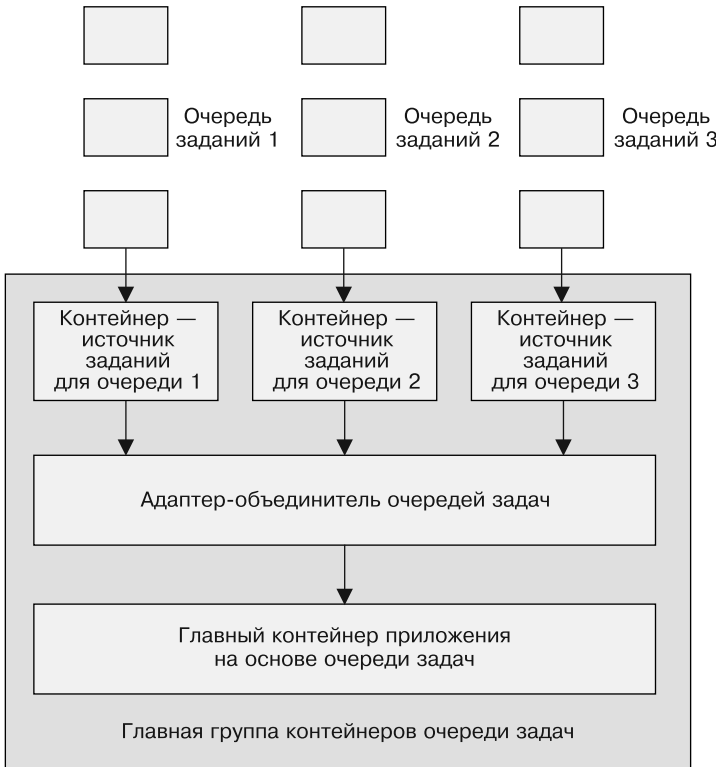 Очередь
заданий 1
Очередь
заданий 2
Очередь
заданий 3
Контейнер —
источник
заданий
для очереди 1
Контейнер —
источник
заданий
для очереди 2
Контейнер —
источник
заданий
для очереди 3
Адаптер-объединитель очередей задач
Главный контейнер приложения
на основе очереди задач
Главная группа контейнеров очереди задач